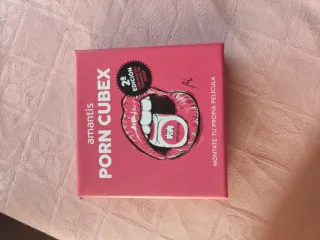 amantis
PORN CUBEX
2ª
EDICIÓN
MÓNTATE TU PROPIA PELÍCULA